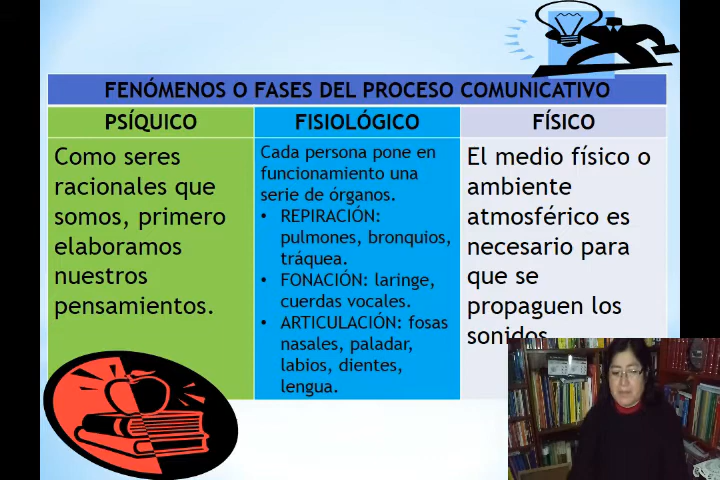 FENÓMENOS O FASES DEL PROCESO COMUNICATIVO
PSÍQUICO
Como seres
racionales que
somos, primero
elaboramos
nuestros
pensamientos.
FISIOLÓGICO
Cada persona pone en
funcionamiento una
serie de órganos.
• REPIRACIÓN:
pulmones, bronquios,
tráquea.
• FONACIÓN: laringe,
cuerdas vocales.
• ARTICULACIÓN: fosas
nasales, paladar,
labios, dientes,
lengua.
FÍSICO
El medio físico o
ambiente
atmosférico es
necesario para
que se
propaguen los
sonidos